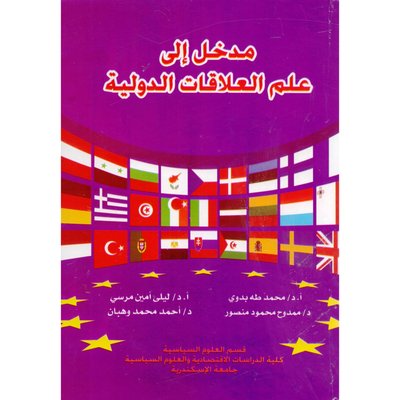 مدخل إلى
علم العلاقات الدولية
أ.د/ محمد طه بدوى
أ.د/ ليلى أمين مرسي
د/ ممدوح محمود منصور
د/ أحمد محمد وهبان
قسم العلوم السياسية
كلية الدراسات الاقتصادية والعلوم السياسية
جامعة الإسكندرية